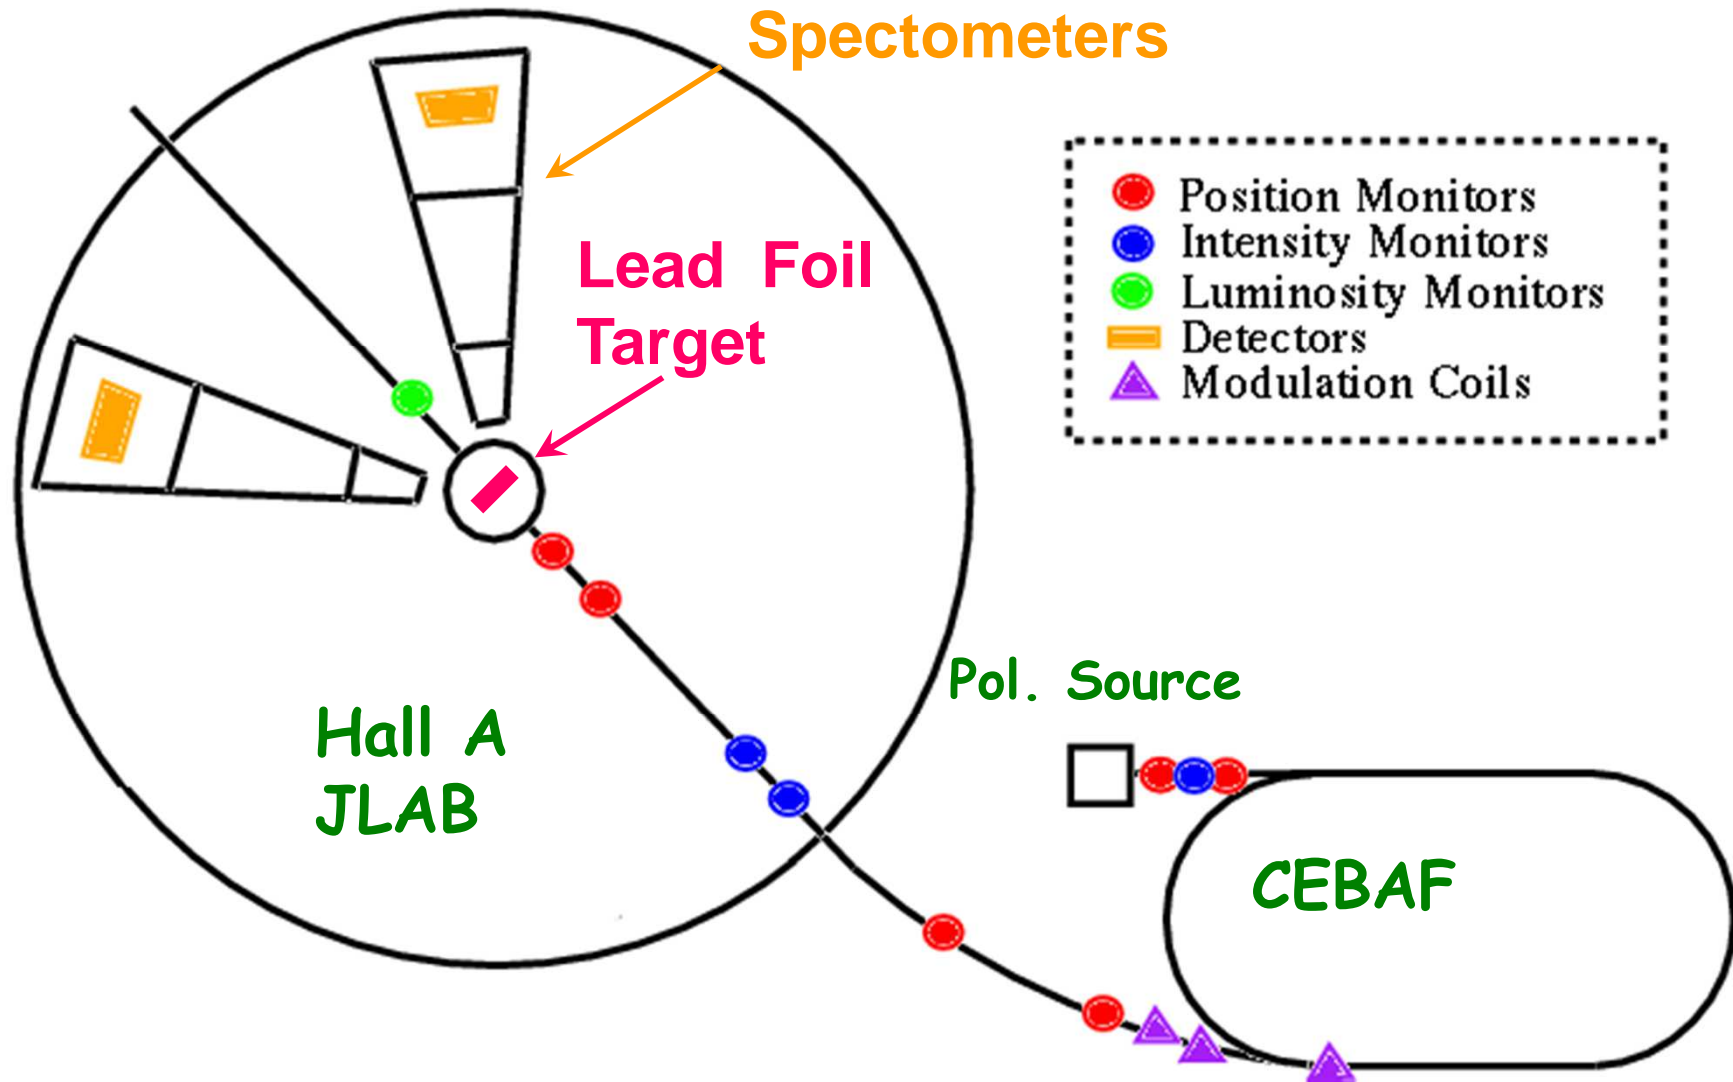 Spectometers
Lead Foil
Target
Position Monitors
Intensity Monitors
Luminosity Monitors
Detectors
Modulation Coils
Pol. Source
Hall A
JLAB
CEBAF